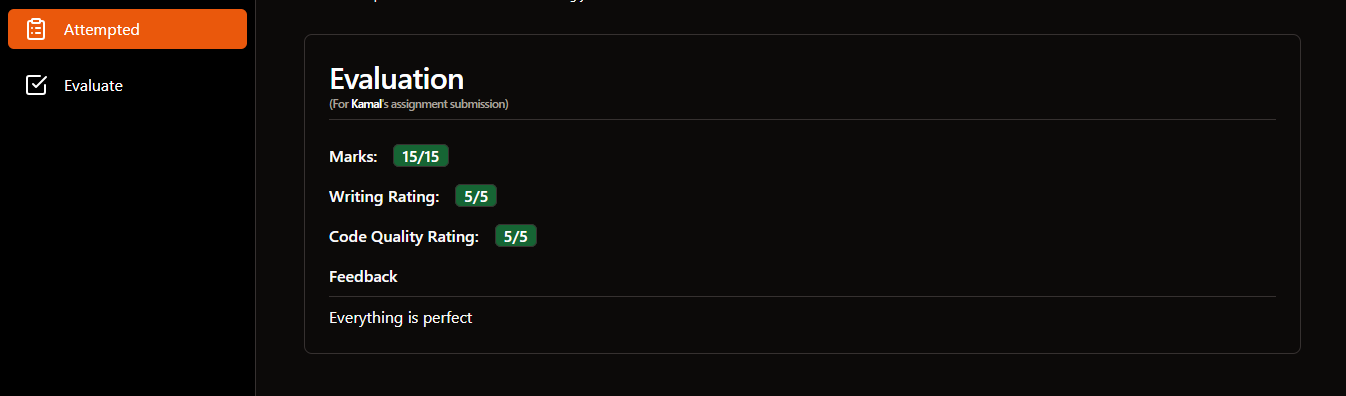 Attempted
Evaluate
Evaluation
(For Kamal's assignment submission)
Marks: 15/15
Writing Rating: 5/5
Code Quality Rating: 5/5
Feedback
Everything is perfect